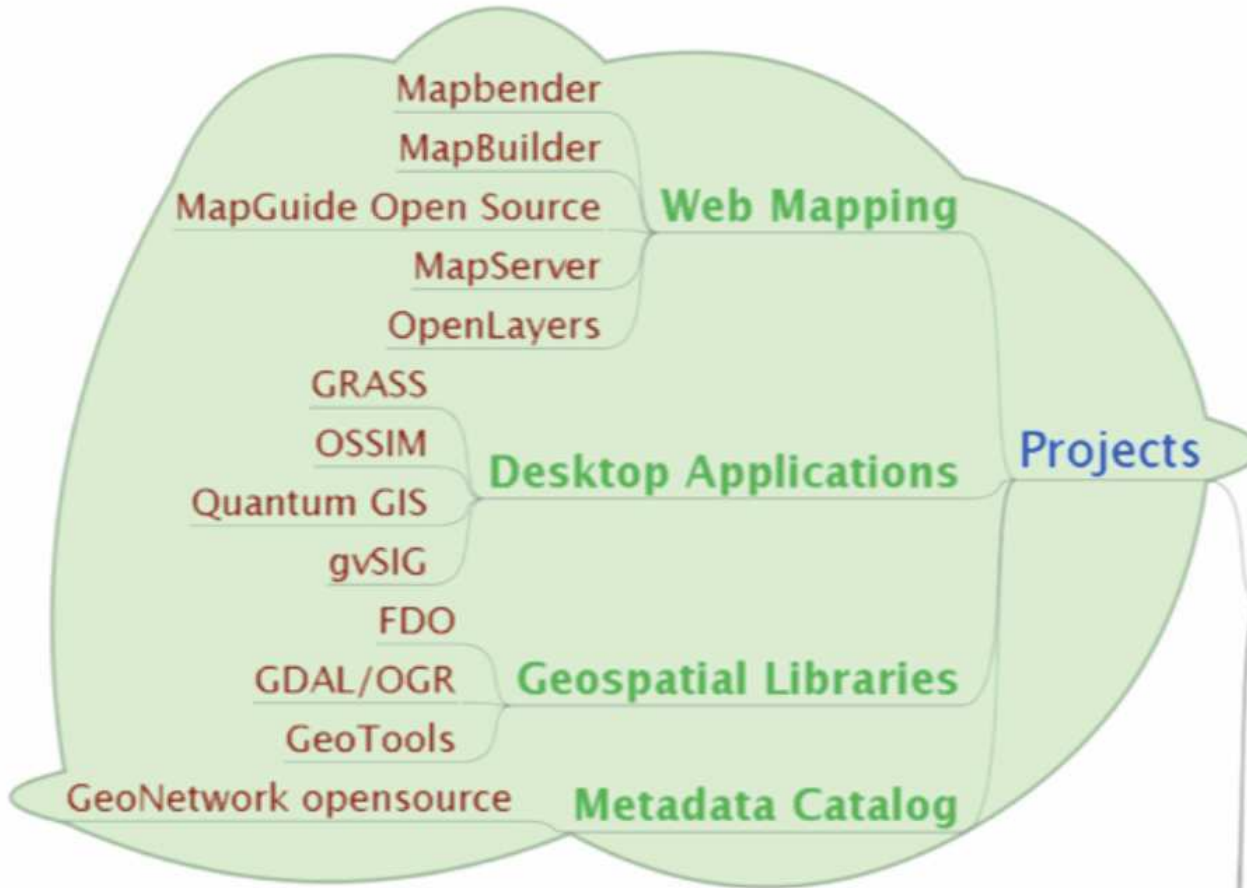 Mapbender
MapBuilder
MapGuide Open Source
Web Mapping
MapServer
OpenLayers
GRASS
OSSIM
Desktop Applications
Projects
Quantum GIS
gvSIG
FDO
GDAL/OGR
Geospatial Libraries
GeoTools
GeoNetwork opensource
Metadata Catalog